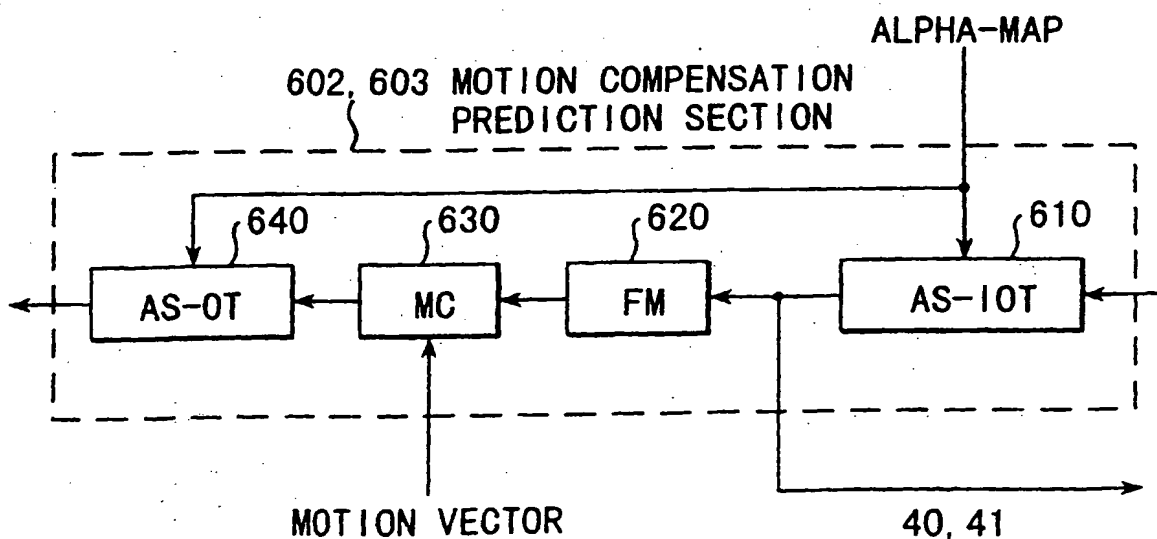 ALPHA-MAP
602, 603 MOTION COMPENSATION
PREDICTION SECTION
640
630
620
610
AS-OT
MC
FM
AS-IOT
MOTION VECTOR
40, 41